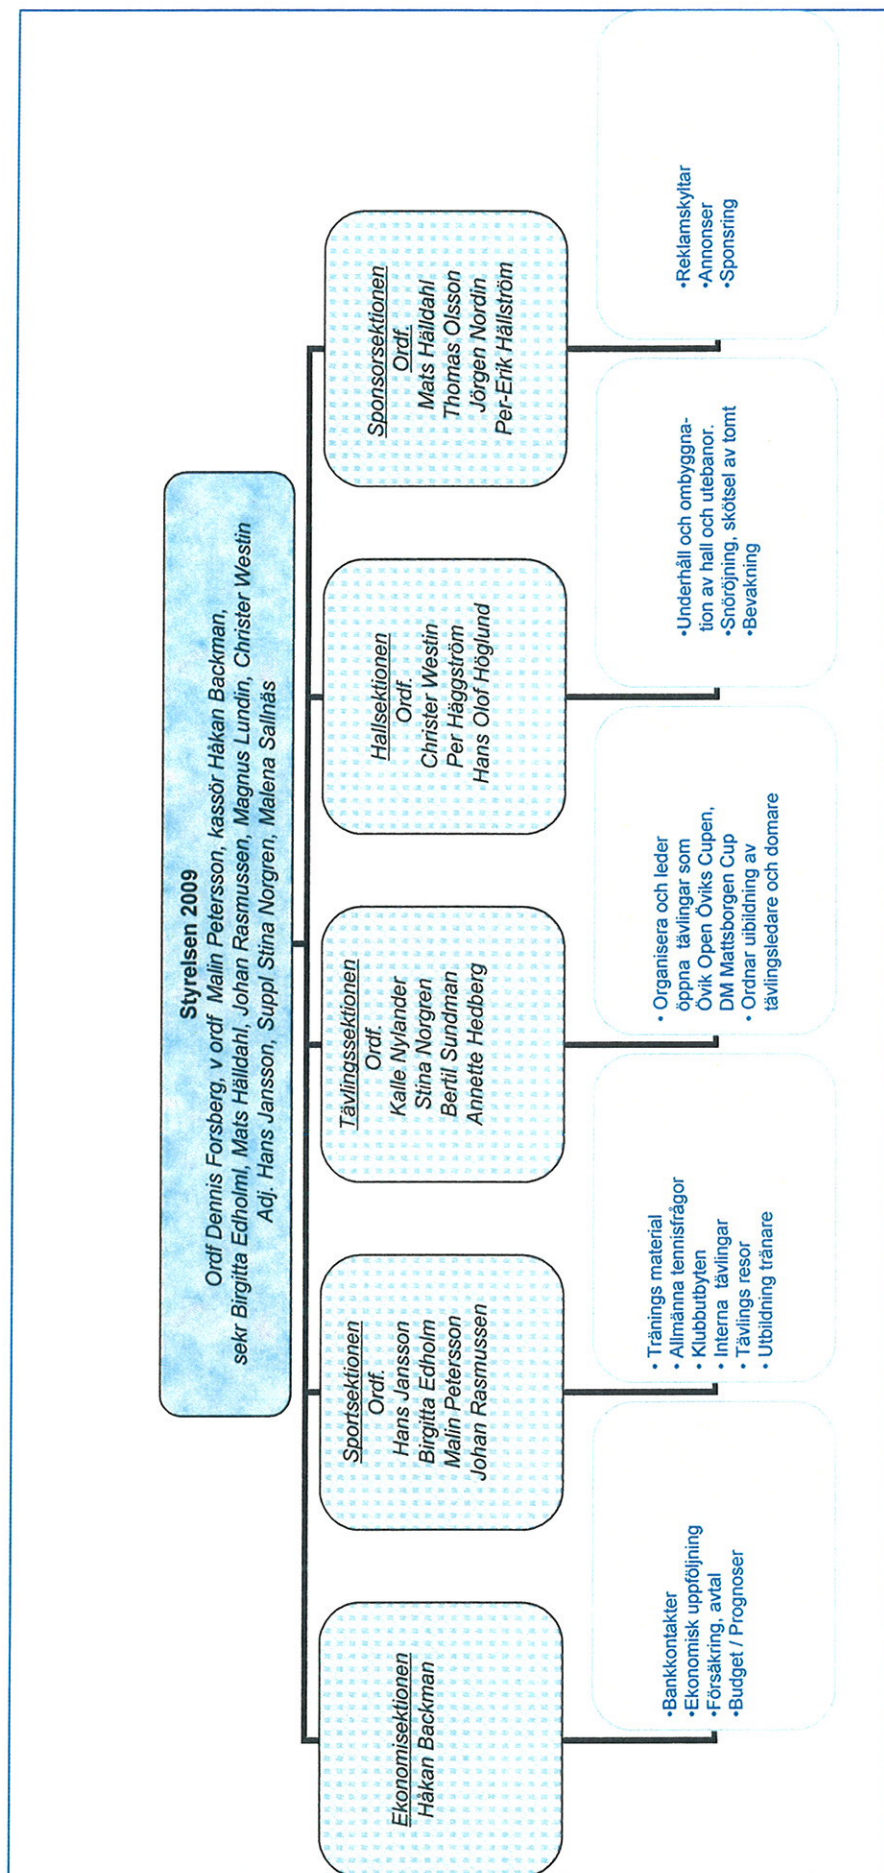 Styrelsen 2009
Ordf Dennis Forsberg, v ordf Malin Petersson, kassör Håkan Backman,
sekr Birgitta Edholml, Mats Hälldahl, Johan Rasmussen, Magnus Lundin, Christer Westin
Adj. Hans Jansson, Suppl Stina Norgren, Malena Sallnäs
Ekonomisektionen
Håkan Backman
Sportsektionen
Ordf.
Hans Jansson
Birgitta Edholm
Malin Petersson
Johan Rasmussen
Tävlingssektionen
Ordf.
Kalle Nylander
Stina Norgren
Bertil Sundman
Annette Hedberg
Hallsektionen
Ordf.
Christer Westin
Per Häggström
Hans Olof Höglund
Sponsorsektionen
Ordf.
Mats Hälldahl
Thomas Olsson
Jörgen Nordin
Per-Erik Hällström
•Bankkontakter
•Ekonomisk uppföljning
•Försäkring, avtal
•Budget / Prognoser
• Tränings material
• Allmänna tennisfrågor
• Klubbutbyten
• Interna tävlingar
• Tävlings resor
• Utbildning tränare
• Organisera och leder
öppna tävlingar som
Övik Open Öviks Cupen,
DM Mattsborgen Cup
• Ordnar uibildning av
tävlingsledare och domare
•Underhåll och ombyggna-
tion av hall och utebanor.
•Snöröjning, skötsel av tomt
•Bevakning
•Reklamskyltar
•Annonser
•Sponsring